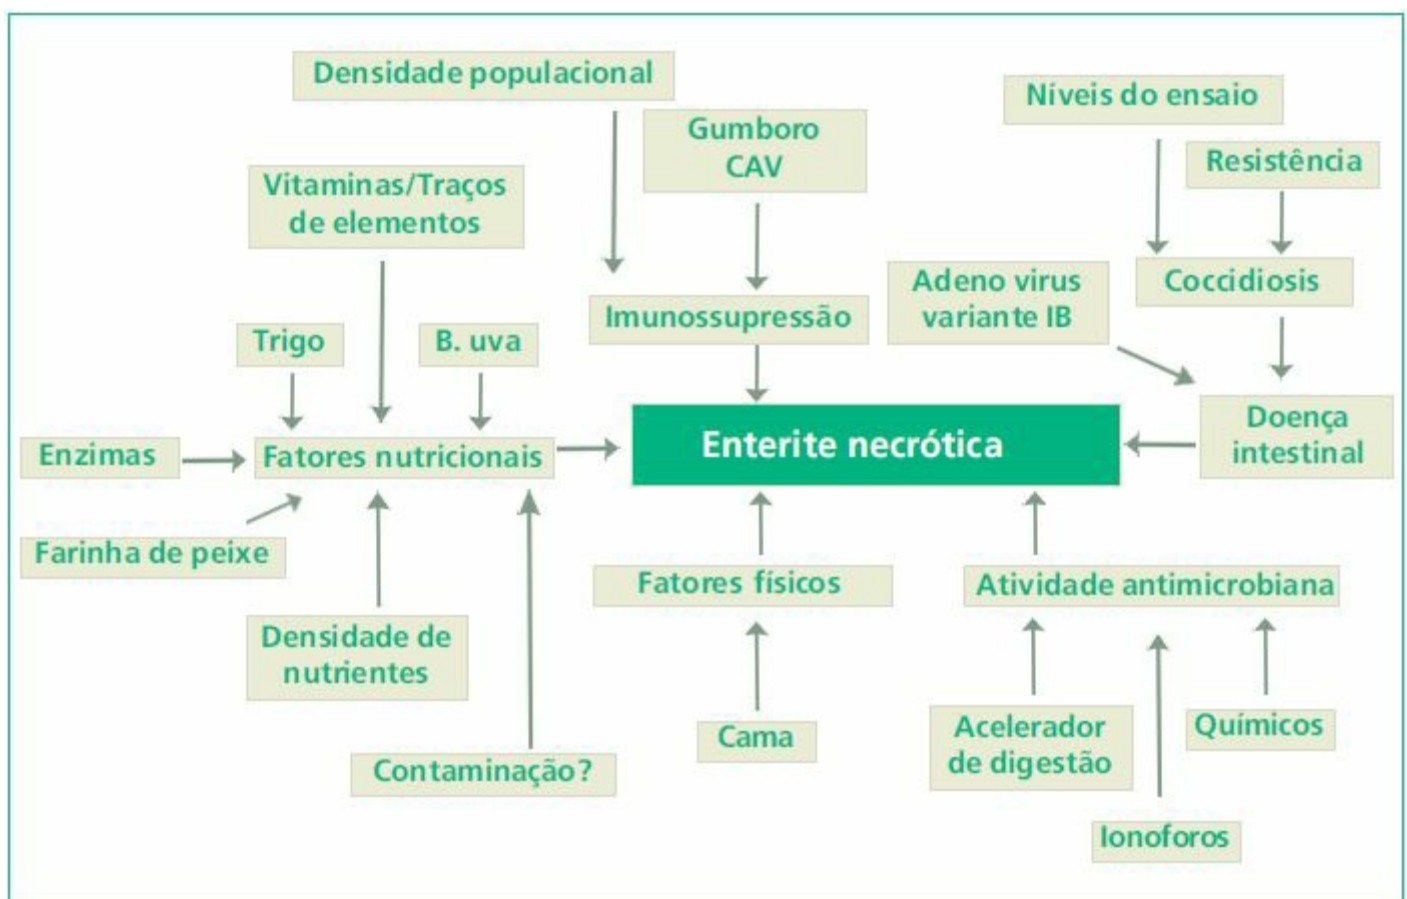 Densidade populacional
Níveis do ensaio
Gumboro
CAV
Resistência
Vitaminas/Traços
de elementos
Adeno virus
variante IB
Coccidiosis
Imunossupressão
Trigo
B. uva
Enterite necrótica
Doença
intestinal
Enzimas
Fatores nutricionais
Farinha de peixe
Fatores físicos
Atividade antimicrobiana
Densidade de
nutrientes
Cama
Acelerador
de digestão
Químicos
Contaminação?
Ionoforos